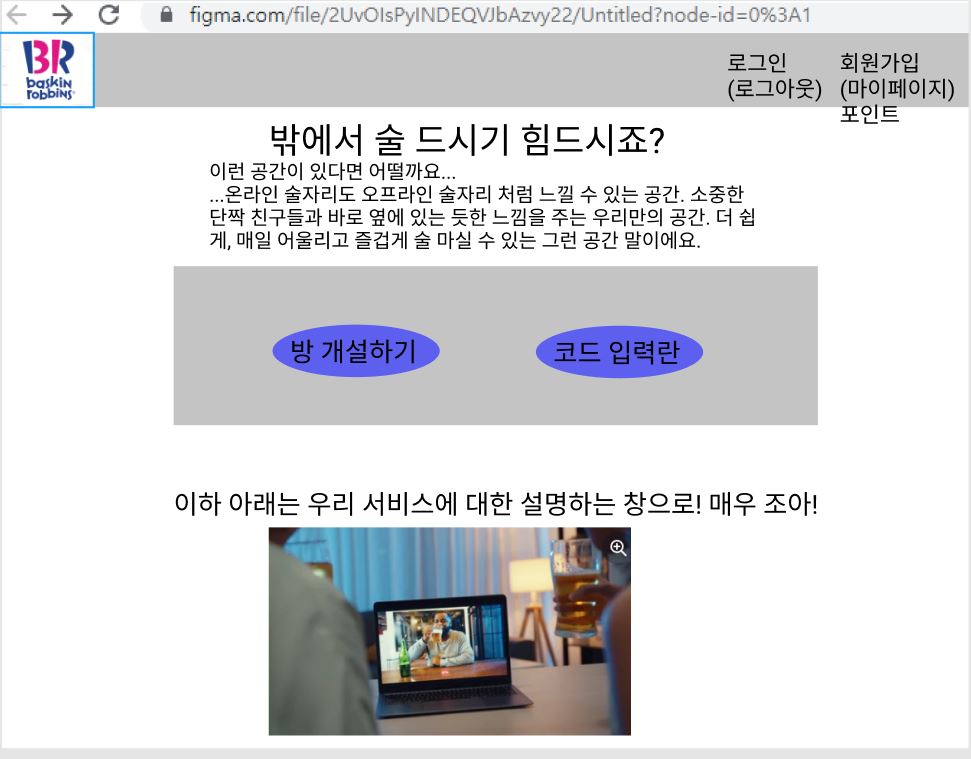 figma.com/file/2UvOIsPyINDEQVJbAzvy22/Untitled?node-id=0%3A1
BR
baskin
robbins
로그인
(로그아웃)
회원가입
(마이페이지)
포인트
밖에서 술 드시기 힘드시죠?
이런 공간이 있다면 어떨까요...
...온라인 술자리도 오프라인 술자리 처럼 느낄 수 있는 공간. 소중한
단짝 친구들과 바로 옆에 있는 듯한 느낌을 주는 우리만의 공간. 더 쉽
게, 매일 어울리고 즐겁게 술 마실 수 있는 그런 공간 말이에요.
방 개설하기
코드 입력란
이하 아래는 우리 서비스에 대한 설명하는 창으로! 매우 조아!